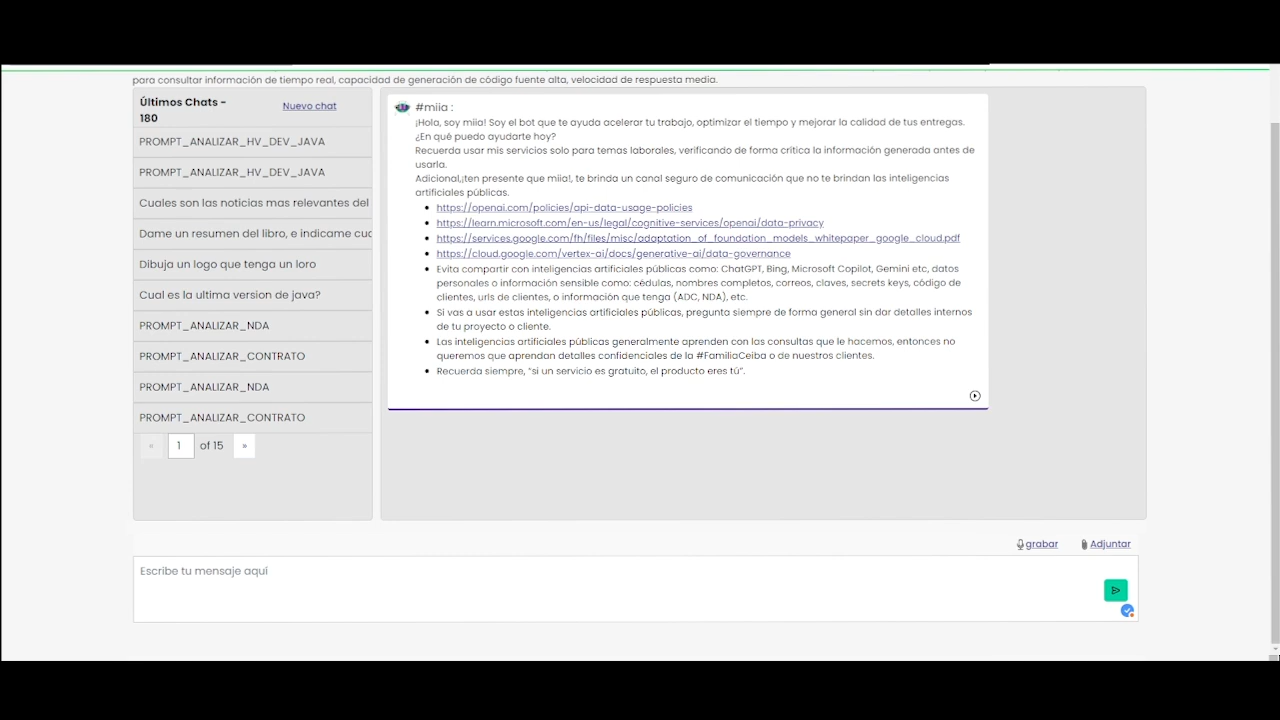 para consultar información de tiempo real, capacidad de generación de código fuente alta, velocidad de respuesta media.
Últimos Chats -
180
Nuevo chat
PROMPT_ANALIZAR_HV_DEV_JAVA
PROMPT_ANALIZAR_HV_DEV_JAVA
Cuales son las noticias mas relevantes del
Dame un resumen del libro, e indicame cua
Dibuja un logo que tenga un loro
Cual es la ultima version de java?
PROMPT_ANALIZAR_NDA
PROMPT_ANALIZAR_CONTRATO
PROMPT_ANALIZAR_NDA
PROMPT_ANALIZAR_CONTRATO
« 1 of 15 »
#miia :
¡Hola, soy miia! Soy el bot que te ayuda acelerar tu trabajo, optimizar el tiempo y mejorar la calidad de tus entregas.
¿En qué puedo ayudarte hoy?
Recuerda usar mis servicios solo para temas laborales, verificando de forma crítica la información generada antes de
usarla.
Adicional,¡ten presente que miia!, te brinda un canal seguro de comunicación que no te brindan las inteligencias
artificiales públicas.
https://openai.com/policies/api-data-usage-policies
https://learn.microsoft.com/en-us/legal/cognitive-services/openai/data-privacy
https://services.google.com/fh/files/misc/adaptation_of_foundation_models_whitepaper_google_cloud.pdf
https://cloud.google.com/vertex-ai/docs/generative-ai/data-governance
Evita compartir con inteligencias artificiales públicas como: ChatGPT, Bing, Microsoft Copilot, Gemini etc, datos
personales o información sensible como: cédulas, nombres completos, correos, claves, secrets keys, código de
clientes, urls de clientes, o información que tenga (ADC, NDA), etc.
Si vas a usar estas inteligencias artificiales públicas, pregunta siempre de forma general sin dar detalles internos
de tu proyecto o cliente.
Las inteligencias artificiales públicas generalmente aprenden con las consultas que le hacemos, entonces no
queremos que aprendan detalles confidenciales de la #FamiliaCeiba o de nuestros clientes.
Recuerda siempre, “si un servicio es gratuito, el producto eres tú”.
grabar
Adjuntar
Escribe tu mensaje aquí